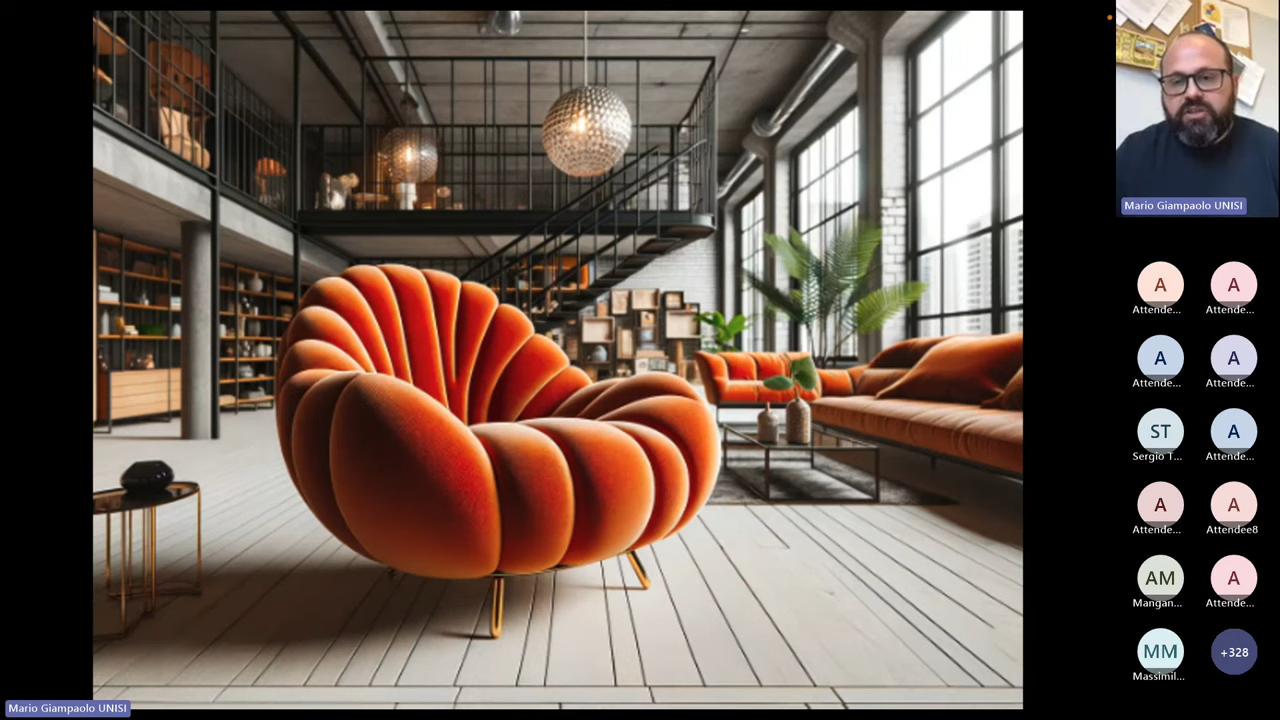 Mario Giampaolo UNISI
A
A
Attende...
Attende...
A
A
Attende...
Attende...
ST
A
Sergio T...
Attende...
A
A
Attende...
Attendee8
AM
A
Mangan...
Attende...
MM
+328
Massimil...
Mario Giampaolo UNISI